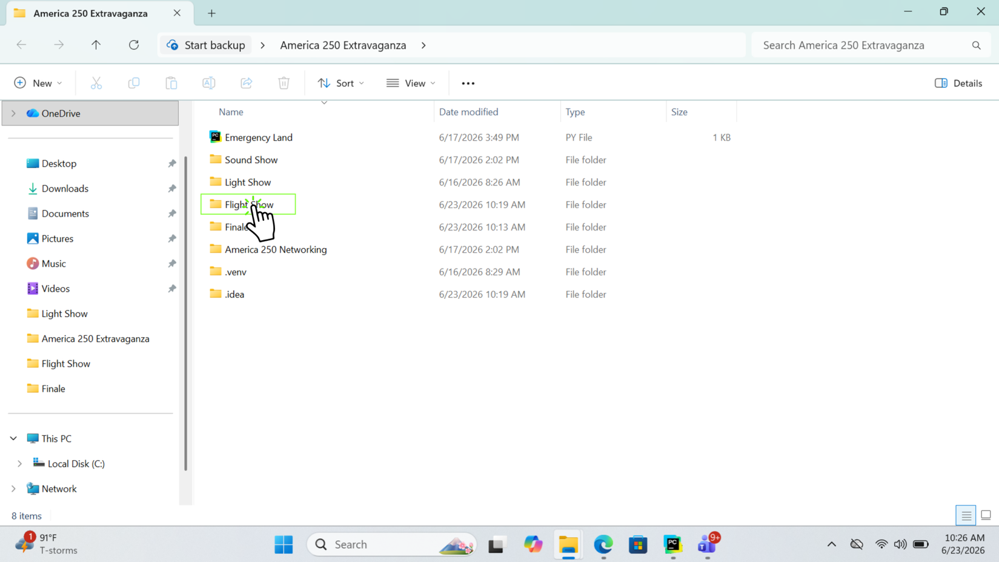 America 250 Extravaganza
Start backup > America 250 Extravaganza >
Search America 250 Extravaganza
New
Sort
View
Details
OneDrive
Desktop
Downloads
Documents
Pictures
Music
Videos
Light Show
America 250 Extravaganza
Flight Show
Finale
This PC
Local Disk (C:)
Network
Name Date modified Type Size
Emergency Land 6/17/2026 3:49 PM PY File 1 KB
Sound Show 6/17/2026 2:02 PM File folder
Light Show 6/16/2026 8:26 AM File folder
Flight Show 6/23/2026 10:19 AM File folder
Finale 6/23/2026 10:13 AM File folder
America 250 Networking 6/17/2026 2:02 PM File folder
.venv 6/16/2026 8:29 AM File folder
.idea 6/23/2026 10:19 AM File folder
8 items
1
91°F
T-storms
Search
PC
T
9+
10:26 AM
6/23/2026